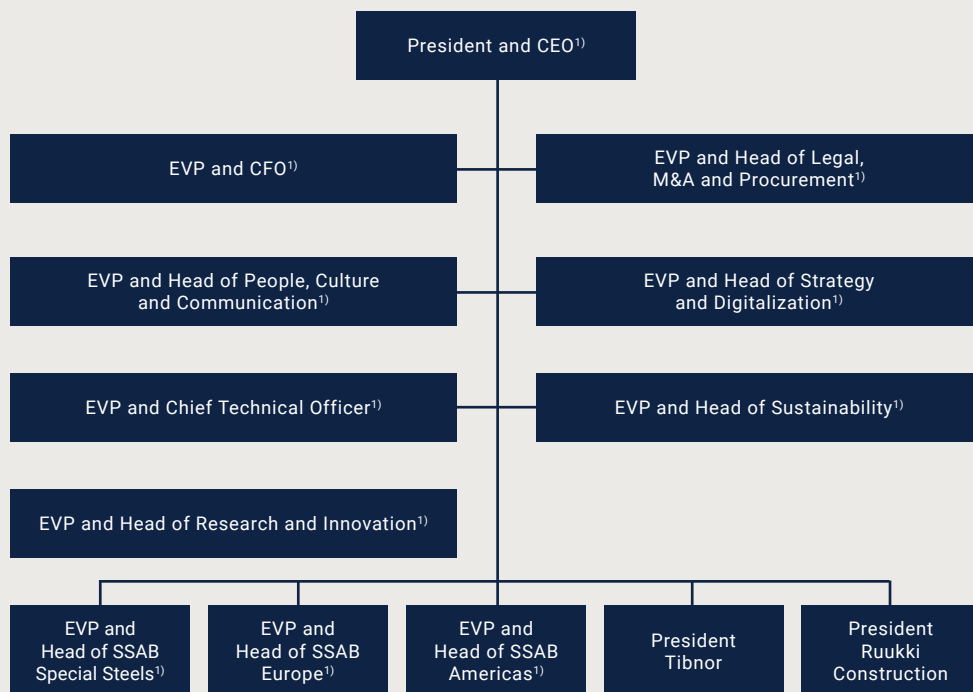 President and CEO1)
EVP and CFO1)
EVP and Head of Legal,
M&A and Procurement1)
EVP and Head of People, Culture
and Communication1)
EVP and Head of Strategy
and Digitalization1)
EVP and Chief Technical Officer1)
EVP and Head of Sustainability1)
EVP and Head of Research and Innovation1)
EVP and
Head of SSAB
Special Steels1)
EVP and
Head of SSAB
Europe1)
EVP and
Head of SSAB
Americas1)
President
Tibnor
President
Ruukki
Construction